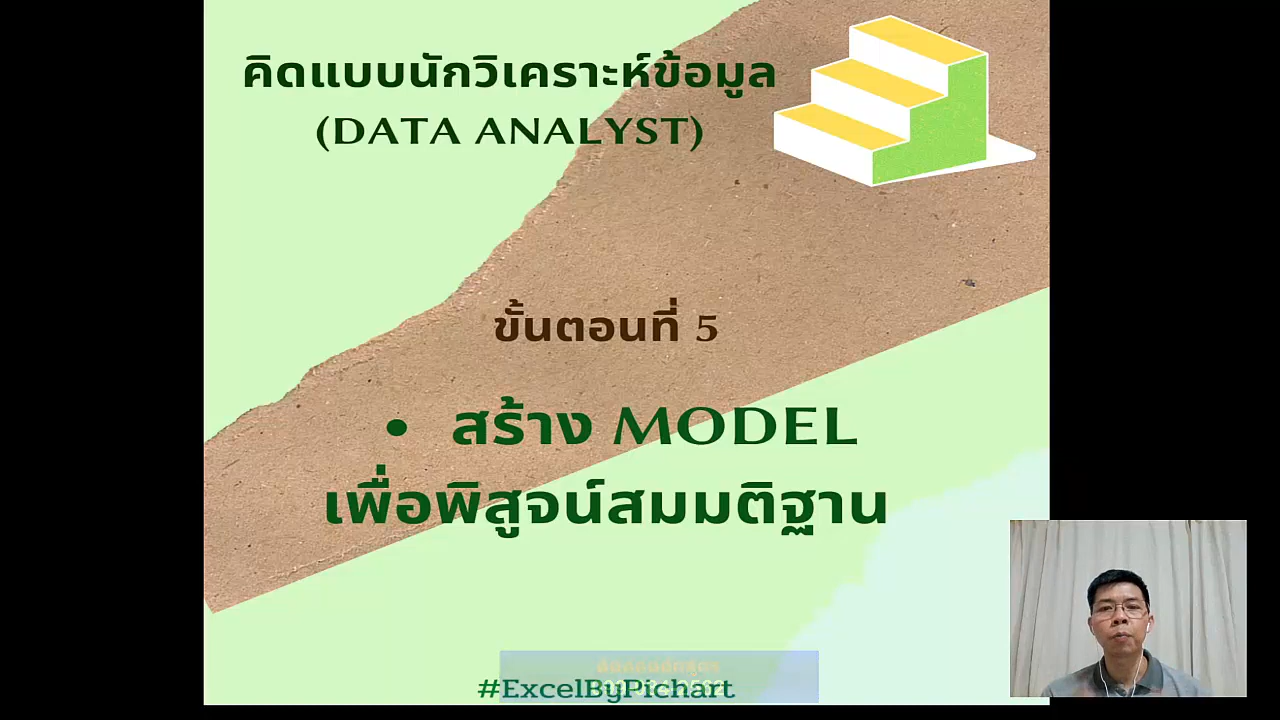 คิดแบบนักวิเคราะห์ข้อมูล
(DATA ANALYST)
ขั้นตอนที่ 5
• สร้าง MODEL
เพื่อพิสูจน์สมมติฐาน
#ExcelByPichart